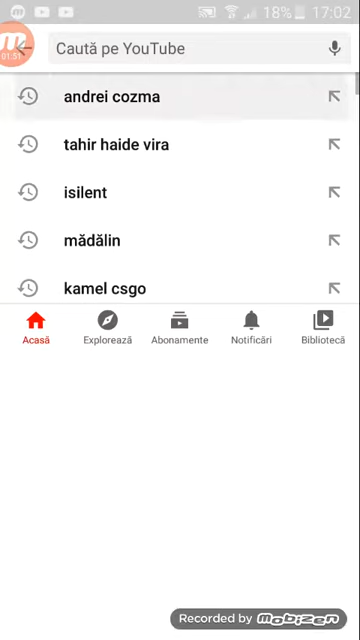 18% 17:02
01:51
Caută pe YouTube
andrei cozma
tahir haide vira
isilent
mădălin
kamel csgo
Acasă Explorează Abonamente Notificări Bibliotecă
Recorded by mobizen